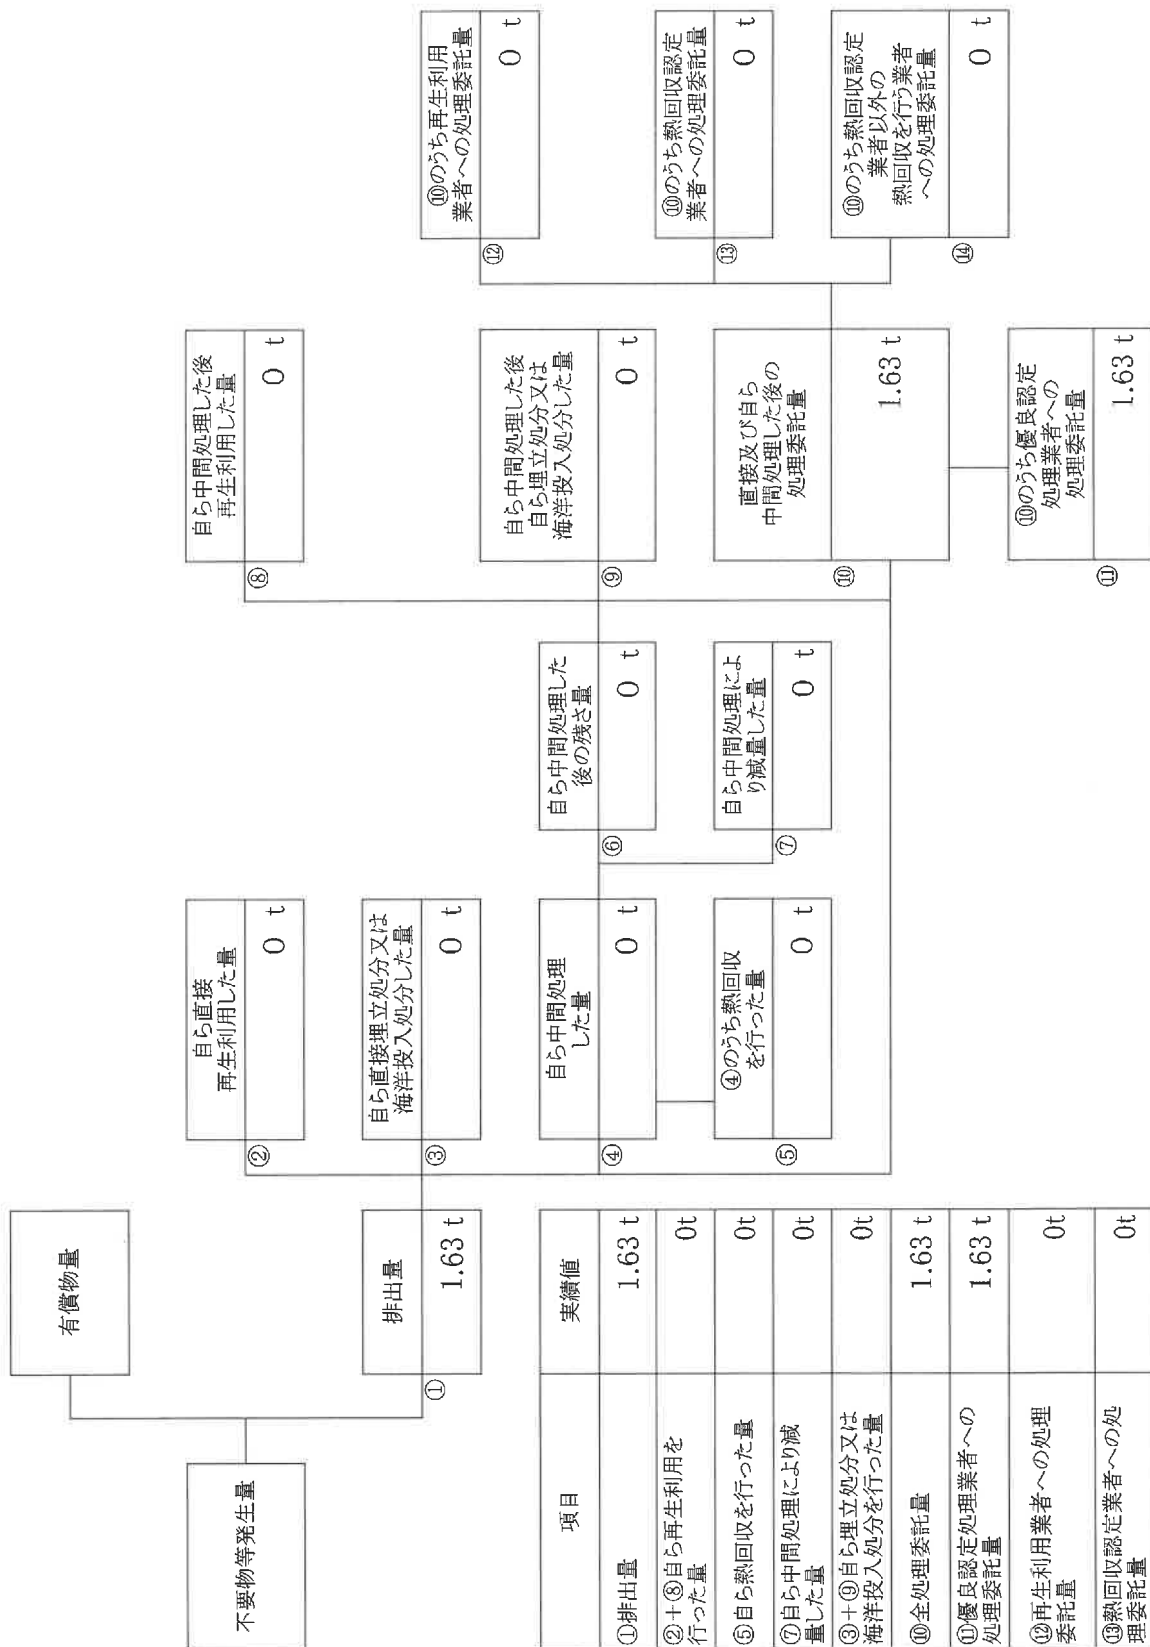 不要物等発生量
有償物量
排出量
①
1.63 t
自ら直接
再生利用した量
②
0 t
自ら直接埋立処分又は
海洋投入処分した量
③
0 t
自ら中間処理
した量
④
0 t
④のうち熱回収
を行った量
⑤
0 t
自ら中間処理した
後の残さ量
⑥
0 t
自ら中間処理によ
り減量した量
⑦
0 t
自ら中間処理した後
再生利用した量
⑧
0 t
自ら中間処理した後
自ら埋立処分又は
海洋投入処分した量
⑨
0 t
直接及び自ら
中間処理した後の
処理委託量
⑩
1.63 t
⑩のうち優良認定
処理業者への
処理委託量
⑪
1.63 t
⑩のうち再生利用
業者への処理委託量
⑫
0 t
⑩のうち熱回収認定
業者への処理委託量
⑬
0 t
⑩のうち熱回収認定
業者以外の
熱回収を行う業者
への処理委託量
⑭
0 t
項目 実績値
①排出量 1.63 t
②+⑧自ら再生利用を
行った量 0t
⑤自ら熱回収を行った量 0t
⑦自ら中間処理により減
量した量 0t
③+⑨自ら埋立処分又は
海洋投入処分を行った量 0t
⑩全処理委託量 1.63 t
⑪優良認定処理業者への
処理委託量 1.63 t
⑫再生利用業者への処理
委託量 0t
⑬熱回収認定業者への処
理委託量 0t